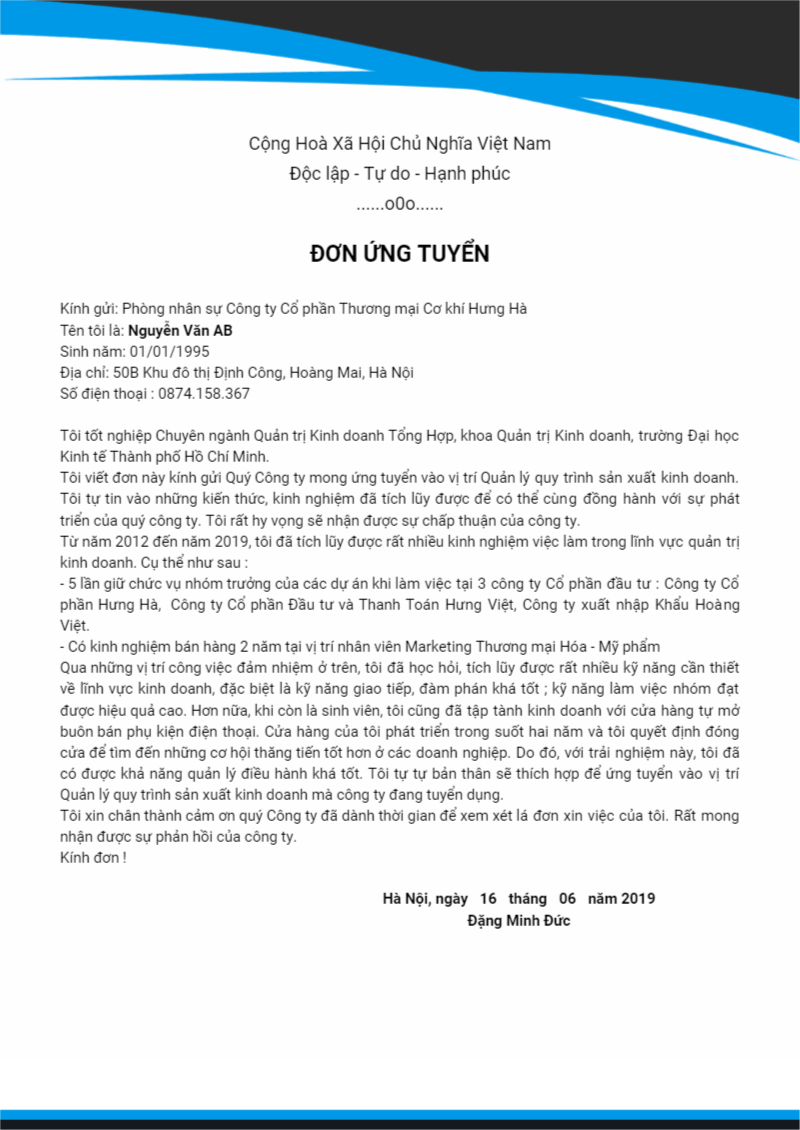 Cộng Hoà Xã Hội Chủ Nghĩa Việt Nam
Độc lập - Tự do - Hạnh phúc
......o0o......
ĐƠN ỨNG TUYỂN
Kính gửi: Phòng nhân sự Công ty Cổ phần Thương mại Cơ khí Hưng Hà
Tên tôi là: Nguyễn Văn AB
Sinh năm: 01/01/1995
Địa chỉ: 50B Khu đô thị Định Công, Hoàng Mai, Hà Nội
Số điện thoại : 0874.158.367
Tôi tốt nghiệp Chuyên ngành Quản trị Kinh doanh Tổng Hợp, khoa Quản trị Kinh doanh, trường Đại học
Kinh tế Thành phố Hồ Chí Minh.
Tôi viết đơn này kính gửi Quý Công ty mong ứng tuyển vào vị trí Quản lý quy trình sản xuất kinh doanh.
Tôi tự tin vào những kiến thức, kinh nghiệm đã tích lũy được để có thể cùng đồng hành với sự phát
triển của quý công ty. Tôi rất hy vọng sẽ nhận được sự chấp thuận của công ty.
Từ năm 2012 đến năm 2019, tôi đã tích lũy được rất nhiều kinh nghiệm việc làm trong lĩnh vực quản trị
kinh doanh. Cụ thể như sau :
- 5 lần giữ chức vụ nhóm trưởng của các dự án khi làm việc tại 3 công ty Cổ phần đầu tư : Công ty Cổ
phần Hưng Hà,  Công ty Cổ phần Đầu tư và Thanh Toán Hưng Việt, Công ty xuất nhập Khẩu Hoàng
Việt.
- Có kinh nghiệm bán hàng 2 năm tại vị trí nhân viên Marketing Thương mại Hóa - Mỹ phẩm
Qua những vị trí công việc đảm nhiệm ở trên, tôi đã học hỏi, tích lũy được rất nhiều kỹ năng cần thiết
về lĩnh vực kinh doanh, đặc biệt là kỹ năng giao tiếp, đàm phán khá tốt ; kỹ năng làm việc nhóm đạt
được hiệu quả cao. Hơn nữa, khi còn là sinh viên, tôi cũng đã tập tành kinh doanh với cửa hàng tự mở
buôn bán phụ kiện điện thoại. Cửa hàng của tôi phát triển trong suốt hai năm và tôi quyết định đóng
cửa để tìm đến những cơ hội thăng tiến tốt hơn ở các doanh nghiệp. Do đó, với trải nghiệm này, tôi đã
có được khả năng quản lý điều hành khá tốt. Tôi tự tự bản thân sẽ thích hợp để ứng tuyển vào vị trí
Quản lý quy trình sản xuất kinh doanh mà công ty đang tuyển dụng.
Tôi xin chân thành cảm ơn quý Công ty đã dành thời gian để xem xét lá đơn xin việc của tôi. Rất mong
nhận được sự phản hồi của công ty.
Kính đơn !
Hà Nội, ngày 16 tháng 06 năm 2019
Đặng Minh Đức